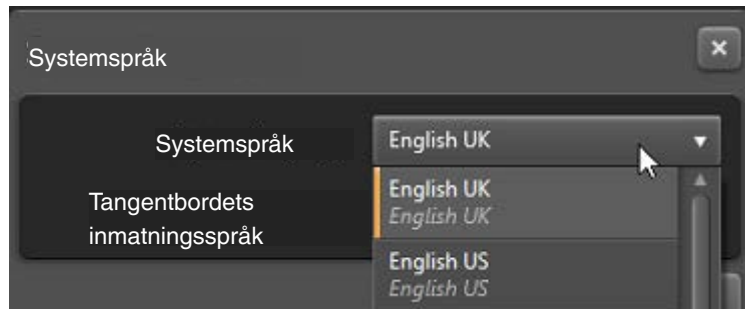 Systemspråk
Systemspråk
English UK
English UK
English UK
Tangentbordets
inmatningsspråk
English US
English US